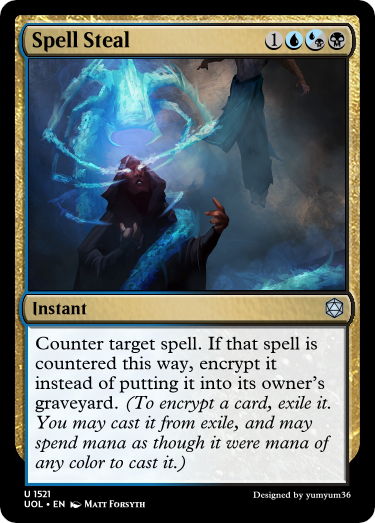 Spell Steal 1
Instant
Counter target spell. If that spell is
countered this way, encrypt it
instead of putting it into its owner's
graveyard. (To encrypt a card, exile it.
You may cast it from exile, and may
spend mana as though it were mana of
any color to cast it.)
U 1521
UOL • EN Matt Forsyth
Designed by yumyum36